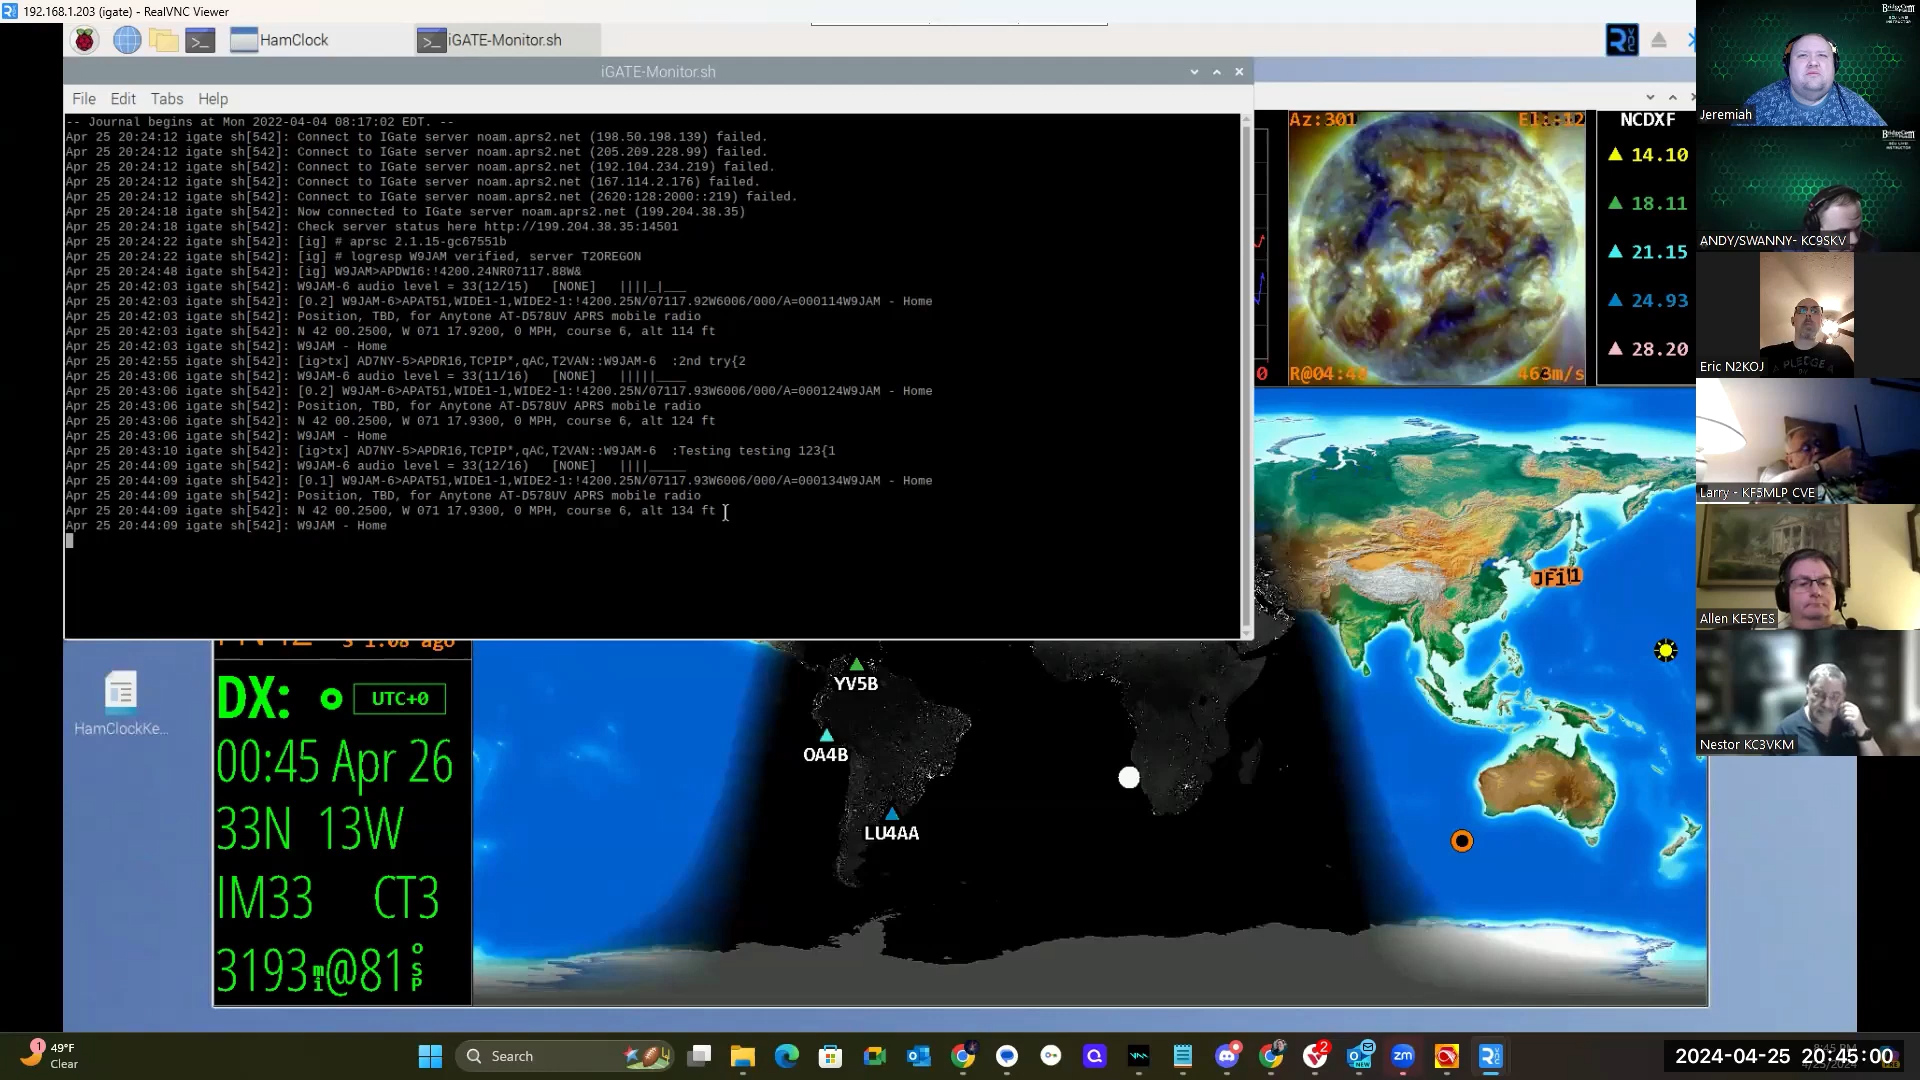 192.168.1.203 (igate) - RealVNC Viewer
HamClock
iGATE-Monitor.sh
iGATE-Monitor.sh
File Edit Tabs Help
-- Journal begins at Mon 2022-04-04 08:17:02 EDT. --
Apr 25 20:24:12 igate sh[542]: Connect to IGate server noam.aprs2.net (198.50.198.139) failed.
Apr 25 20:24:12 igate sh[542]: Connect to IGate server noam.aprs2.net (205.209.228.99) failed.
Apr 25 20:24:12 igate sh[542]: Connect to IGate server noam.aprs2.net (192.104.234.219) failed.
Apr 25 20:24:12 igate sh[542]: Connect to IGate server noam.aprs2.net (167.114.2.176) failed.
Apr 25 20:24:12 igate sh[542]: Connect to IGate server noam.aprs2.net (2620:128:2000::219) failed.
Apr 25 20:24:18 igate sh[542]: Now connected to IGate server noam.aprs2.net (199.204.38.35)
Apr 25 20:24:18 igate sh[542]: Check server status here http://199.204.38.35:14501
Apr 25 20:24:22 igate sh[542]: [ig] # aprsc 2.1.15-gc67551b
Apr 25 20:24:22 igate sh[542]: [ig] # logresp W9JAM verified, server T2OREGON
Apr 25 20:24:48 igate sh[542]: [ig] W9JAM>APDW16:!4200.24NR07117.88W&
Apr 25 20:42:03 igate sh[542]: W9JAM-6 audio level = 33(12/15) [NONE] ||||_|___
Apr 25 20:42:03 igate sh[542]: [0.2] W9JAM-6>APAT51,WIDE1-1,WIDE2-1:!4200.25N/07117.92W6006/000/A=000114W9JAM - Home
Apr 25 20:42:03 igate sh[542]: Position, TBD, for Anytone AT-D578UV APRS mobile radio
Apr 25 20:42:03 igate sh[542]: N 42 00.2500, W 071 17.9200, 0 MPH, course 6, alt 114 ft
Apr 25 20:42:03 igate sh[542]: W9JAM - Home
Apr 25 20:42:55 igate sh[542]: [ig>tx] AD7NY-5>APDR16,TCPIP*,qAC,T2VAN::W9JAM-6 :2nd try{2
Apr 25 20:43:06 igate sh[542]: W9JAM-6 audio level = 33(11/16) [NONE] |||||____
Apr 25 20:43:06 igate sh[542]: [0.2] W9JAM-6>APAT51,WIDE1-1,WIDE2-1:!4200.25N/07117.93W6006/000/A=000124W9JAM - Home
Apr 25 20:43:06 igate sh[542]: Position, TBD, for Anytone AT-D578UV APRS mobile radio
Apr 25 20:43:06 igate sh[542]: N 42 00.2500, W 071 17.9300, 0 MPH, course 6, alt 124 ft
Apr 25 20:43:06 igate sh[542]: W9JAM - Home
Apr 25 20:43:10 igate sh[542]: [ig>tx] AD7NY-5>APDR16,TCPIP*,qAC,T2VAN::W9JAM-6 :Testing testing 123{1
Apr 25 20:44:09 igate sh[542]: W9JAM-6 audio level = 33(12/16) [NONE] ||||_____
Apr 25 20:44:09 igate sh[542]: [0.1] W9JAM-6>APAT51,WIDE1-1,WIDE2-1:!4200.25N/07117.93W6006/000/A=000134W9JAM - Home
Apr 25 20:44:09 igate sh[542]: Position, TBD, for Anytone AT-D578UV APRS mobile radio
Apr 25 20:44:09 igate sh[542]: N 42 00.2500, W 071 17.9300, 0 MPH, course 6, alt 134 ft
Apr 25 20:44:09 igate sh[542]: W9JAM - Home
Az:301 El:-12
R@04:48 463m/s
NCDXF
14.10
18.11
21.15
24.93
28.20
Jeremiah
ANDY/SWANNY- KC9SKV
Eric N2KOJ
Larry - KF5MLP CVE
Allen KE5YES
Nestor KC3VKM
HamClockKe...
DX: UTC+0
00:45 Apr 26
33N 13W
IM33 CT3
3193mi@81° SP
YV5B
OA4B
LU4AA
49°F
Clear
Search
2024-04-25 20:45:00